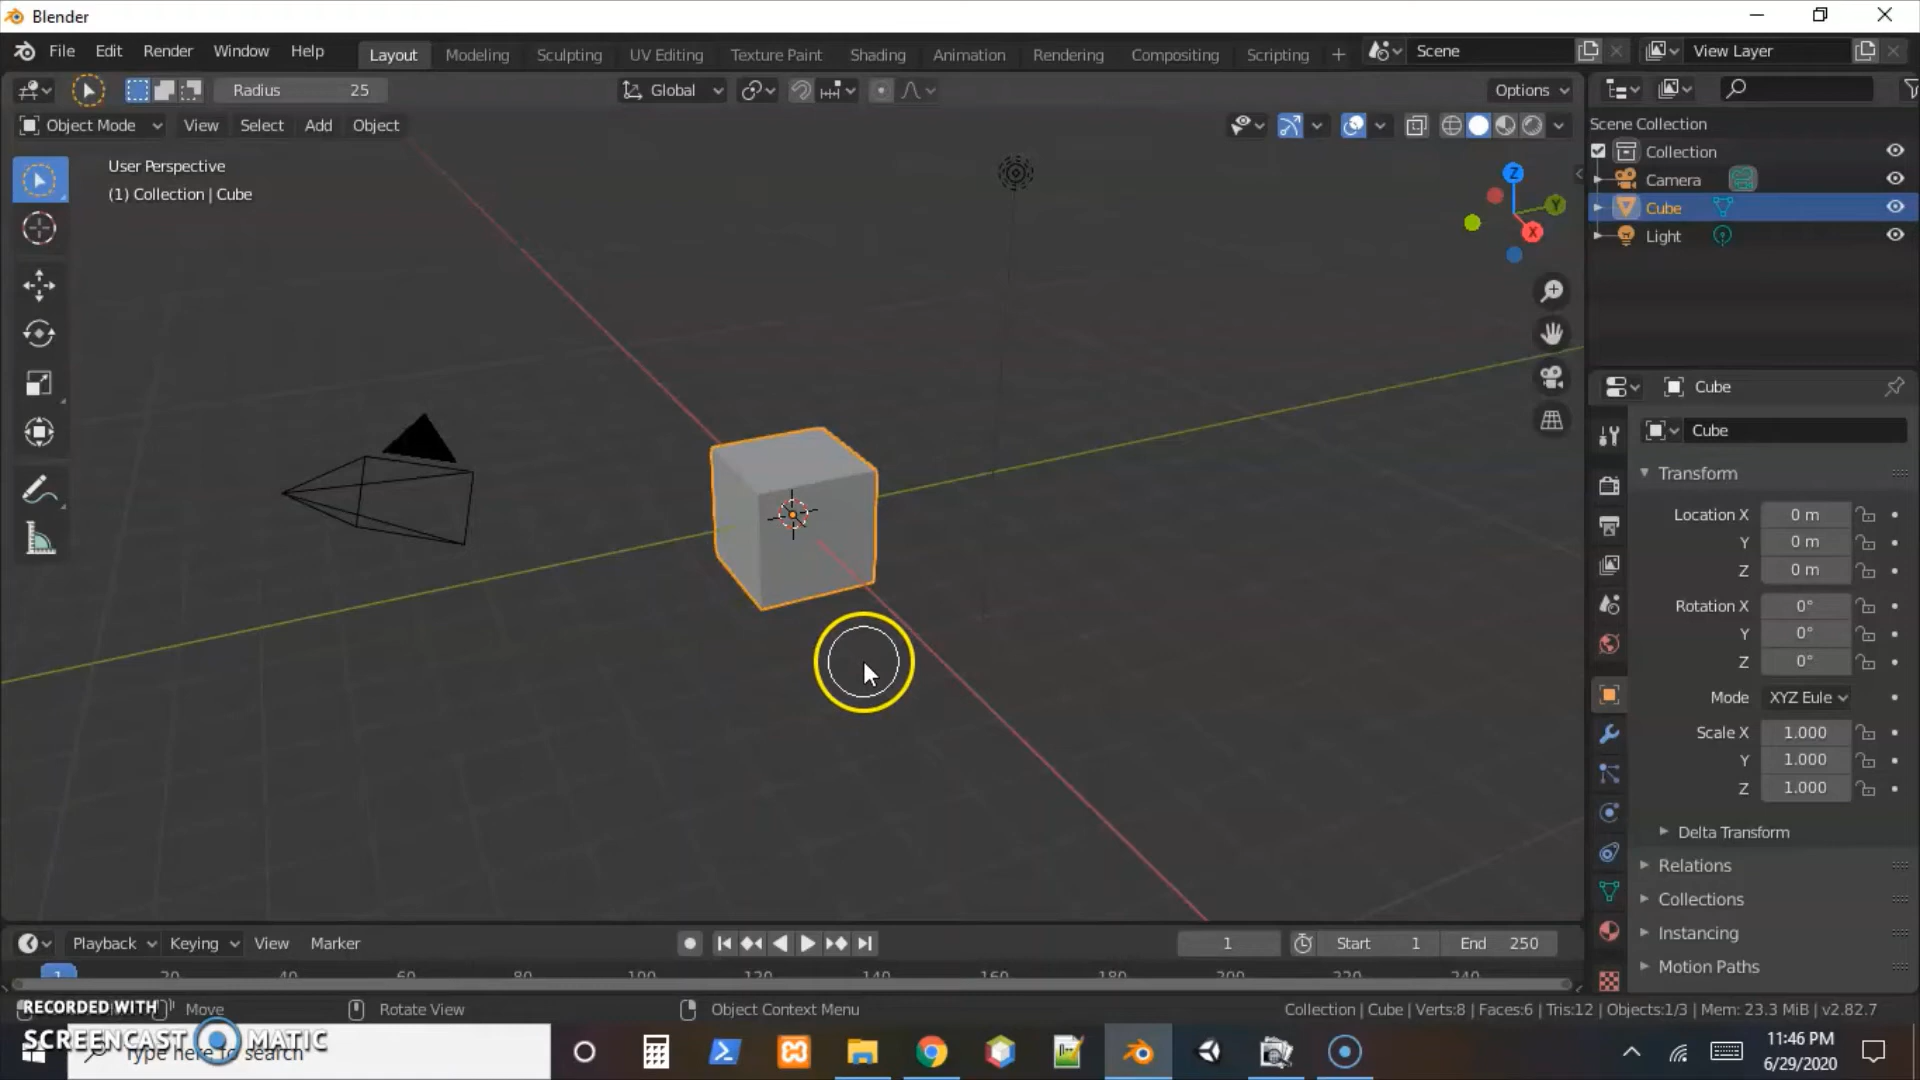 Blender
File Edit Render Window Help Layout Modeling Sculpting UV Editing Texture Paint Shading Animation Rendering Compositing Scripting + Scene View Layer
Radius 25 Global Options
Object Mode View Select Add Object
User Perspective
(1) Collection | Cube
Z
Y
X
Scene Collection
Collection
Camera
Cube
Light
Cube
Cube
Transform
Location X 0 m
Y 0 m
Z 0 m
Rotation X 0°
Y 0°
Z 0°
Mode XYZ Eule
Scale X 1.000
Y 1.000
Z 1.000
Delta Transform
Relations
Collections
Instancing
Motion Paths
Playback Keying View Marker 1 Start 1 End 250
1 20 40 60 80 100 120 140 160 180 200 220 240
Move Rotate View Object Context Menu Collection | Cube | Verts:8 | Faces:6 | Tris:12 | Objects:1/3 | Mem: 23.3 MiB | v2.82.7
RECORDED WITH
SCREENCAST MATIC
Type here to search
11:46 PM
6/29/2020